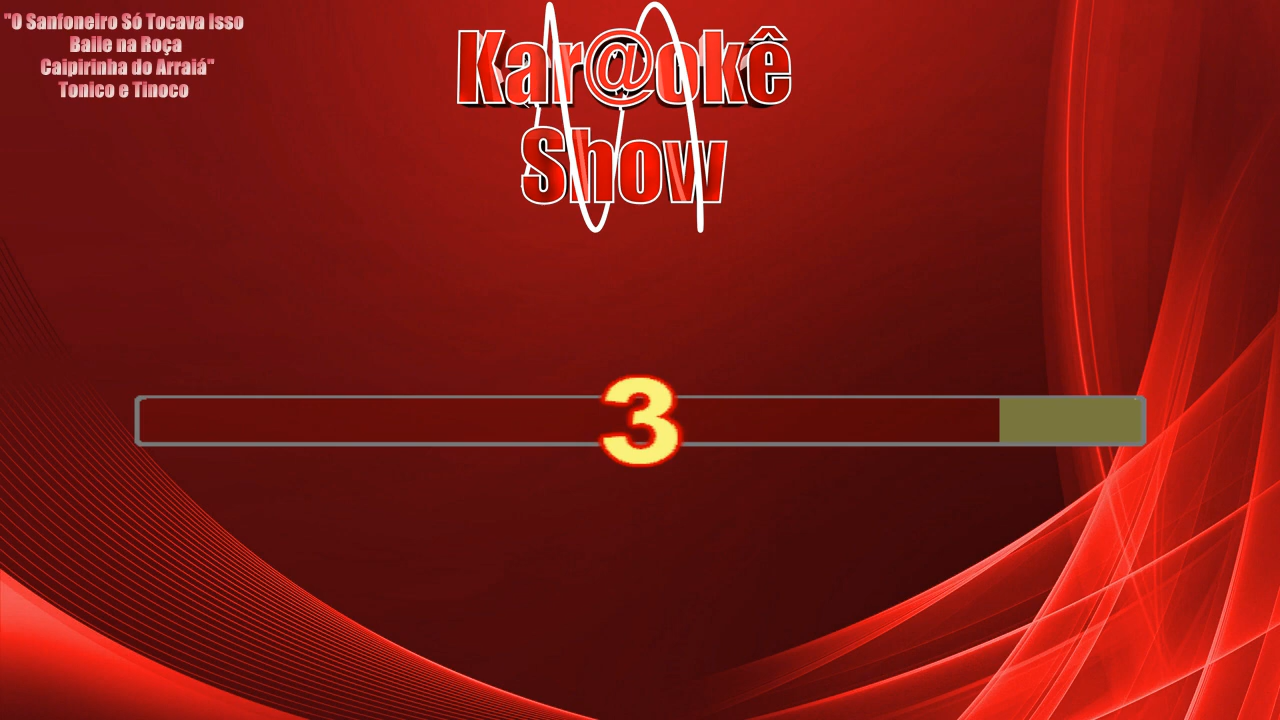 "O Sanfoneiro Só Tocava Isso
Baile na Roça
Caipirinha do Arraiá"
Tonico e Tinoco
Kar@okê
Show
3